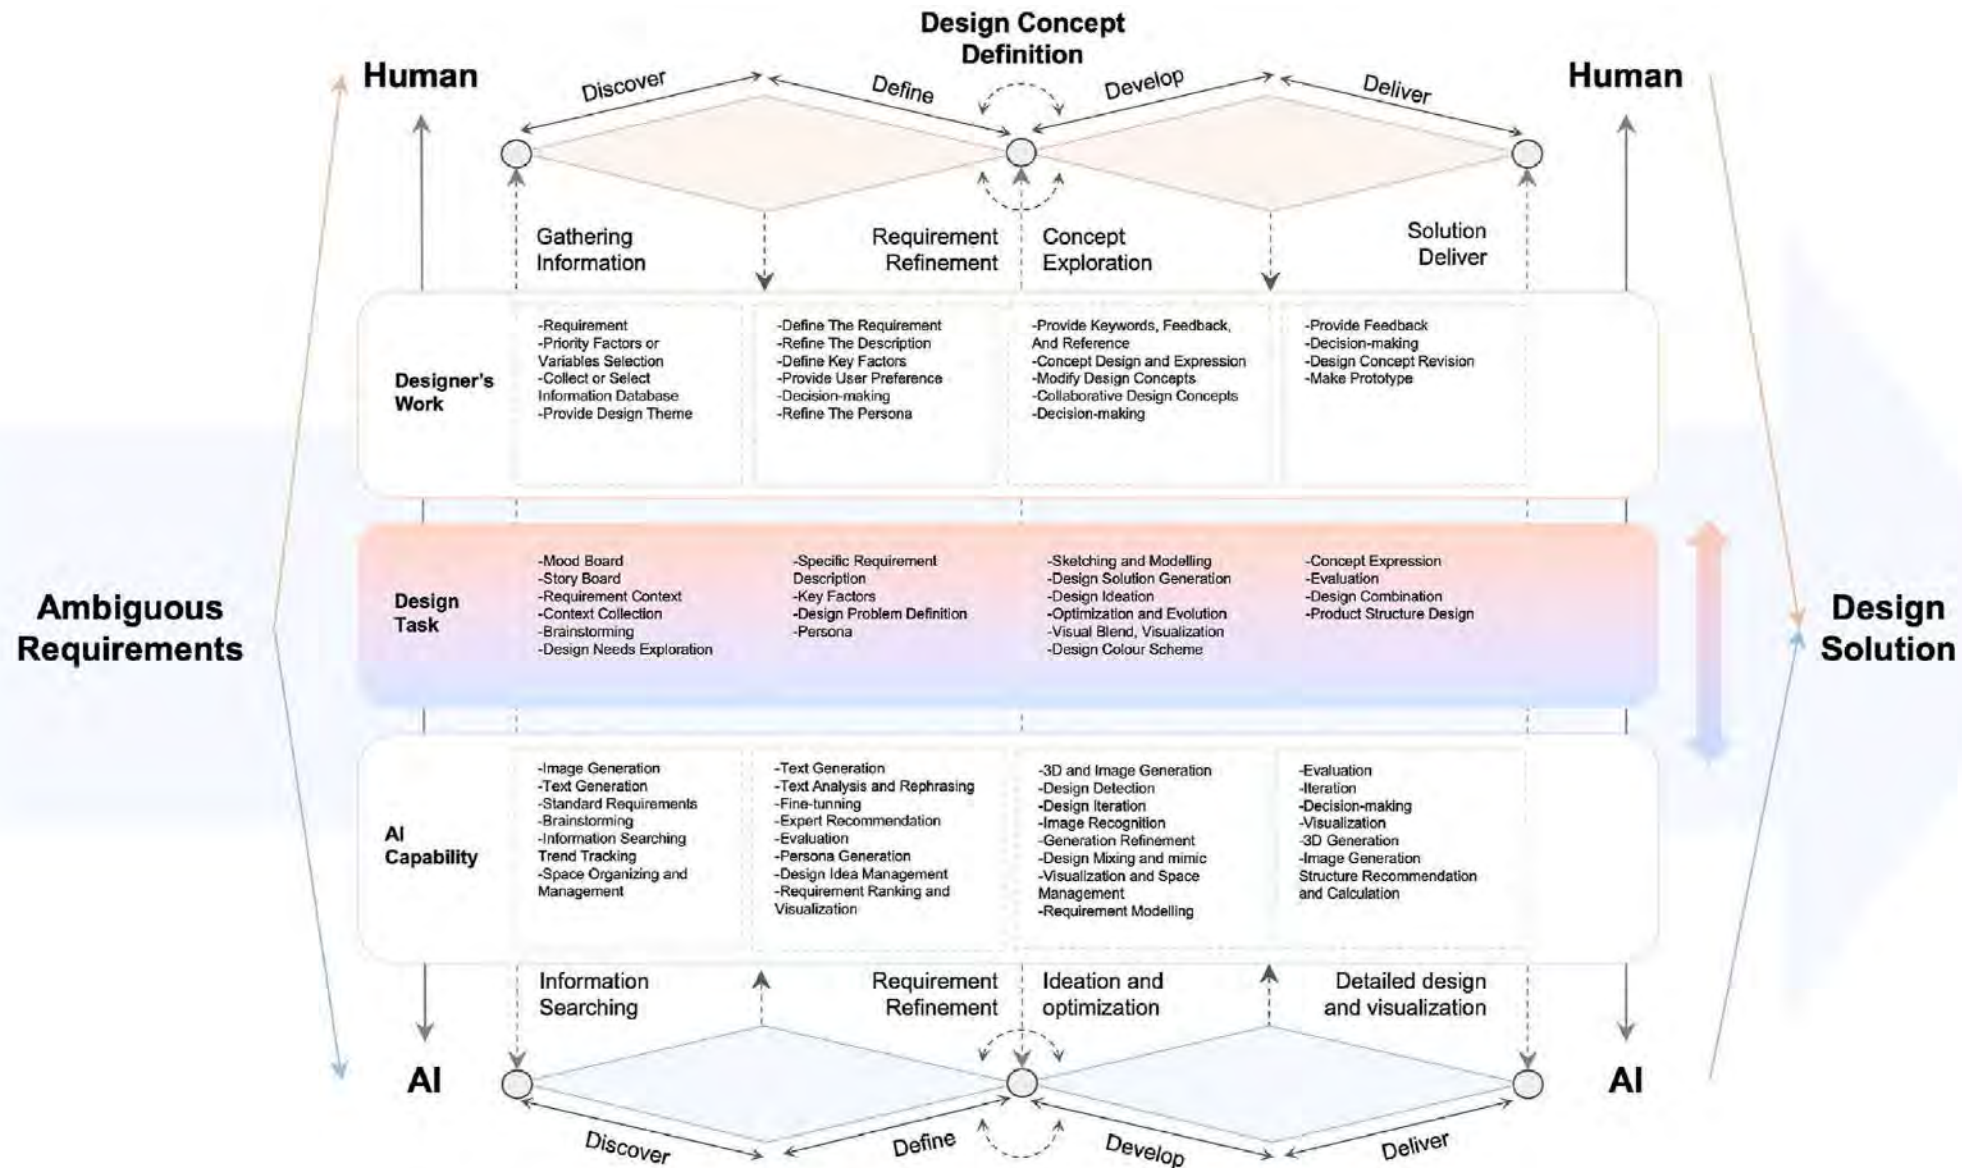 Design Concept
Definition
Human
Human
Discover
Define
Develop
Deliver
Gathering
Information
Requirement
Refinement
Concept
Exploration
Solution
Deliver
Designer's
Work
-Requirement
-Priority Factors or
Variables Selection
-Collect or Select
Information Database
-Provide Design Theme
-Define The Requirement
-Refine The Description
-Define Key Factors
-Provide User Preference
-Decision-making
-Refine The Persona
-Provide Keywords, Feedback,
And Reference
-Concept Design and Expression
-Modify Design Concepts
-Collaborative Design Concepts
-Decision-making
-Provide Feedback
-Decision-making
-Design Concept Revision
-Make Prototype
Ambiguous
Requirements
Design
Task
-Mood Board
-Story Board
-Requirement Context
-Context Collection
-Brainstorming
-Design Needs Exploration
-Specific Requirement
Description
-Key Factors
-Design Problem Definition
-Persona
-Sketching and Modelling
-Design Solution Generation
-Design Ideation
-Optimization and Evolution
-Visual Blend, Visualization
-Design Colour Scheme
-Concept Expression
-Evaluation
-Design Combination
-Product Structure Design
Design
Solution
AI
Capability
-Image Generation
-Text Generation
-Standard Requirements
-Brainstorming
-Information Searching
Trend Tracking
-Space Organizing and
Management
-Text Generation
-Text Analysis and Rephrasing
-Fine-tunning
-Expert Recommendation
-Evaluation
-Persona Generation
-Design Idea Management
-Requirement Ranking and
Visualization
-3D and Image Generation
-Design Detection
-Design Iteration
-Image Recognition
-Generation Refinement
-Design Mixing and mimic
-Visualization and Space
Management
-Requirement Modelling
-Evaluation
-Iteration
-Decision-making
-Visualization
-3D Generation
-Image Generation
Structure Recommendation
and Calculation
Information
Searching
Requirement
Refinement
Ideation and
optimization
Detailed design
and visualization
AI
AI
Discover
Define
Develop
Deliver